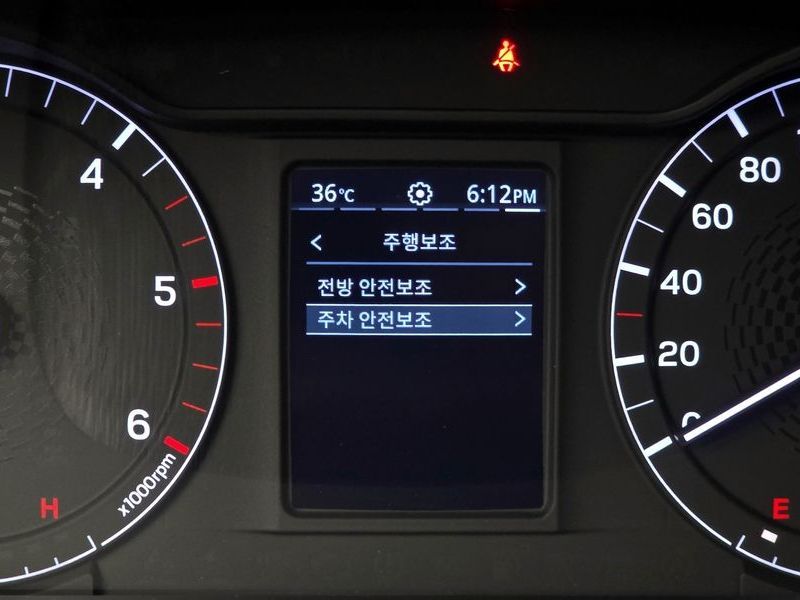 36℃ 6:12PM
< 주행보조
전방 안전보조 >
주차 안전보조 >
4
5
6
x1000rpm
H
80
60
40
20
0
E